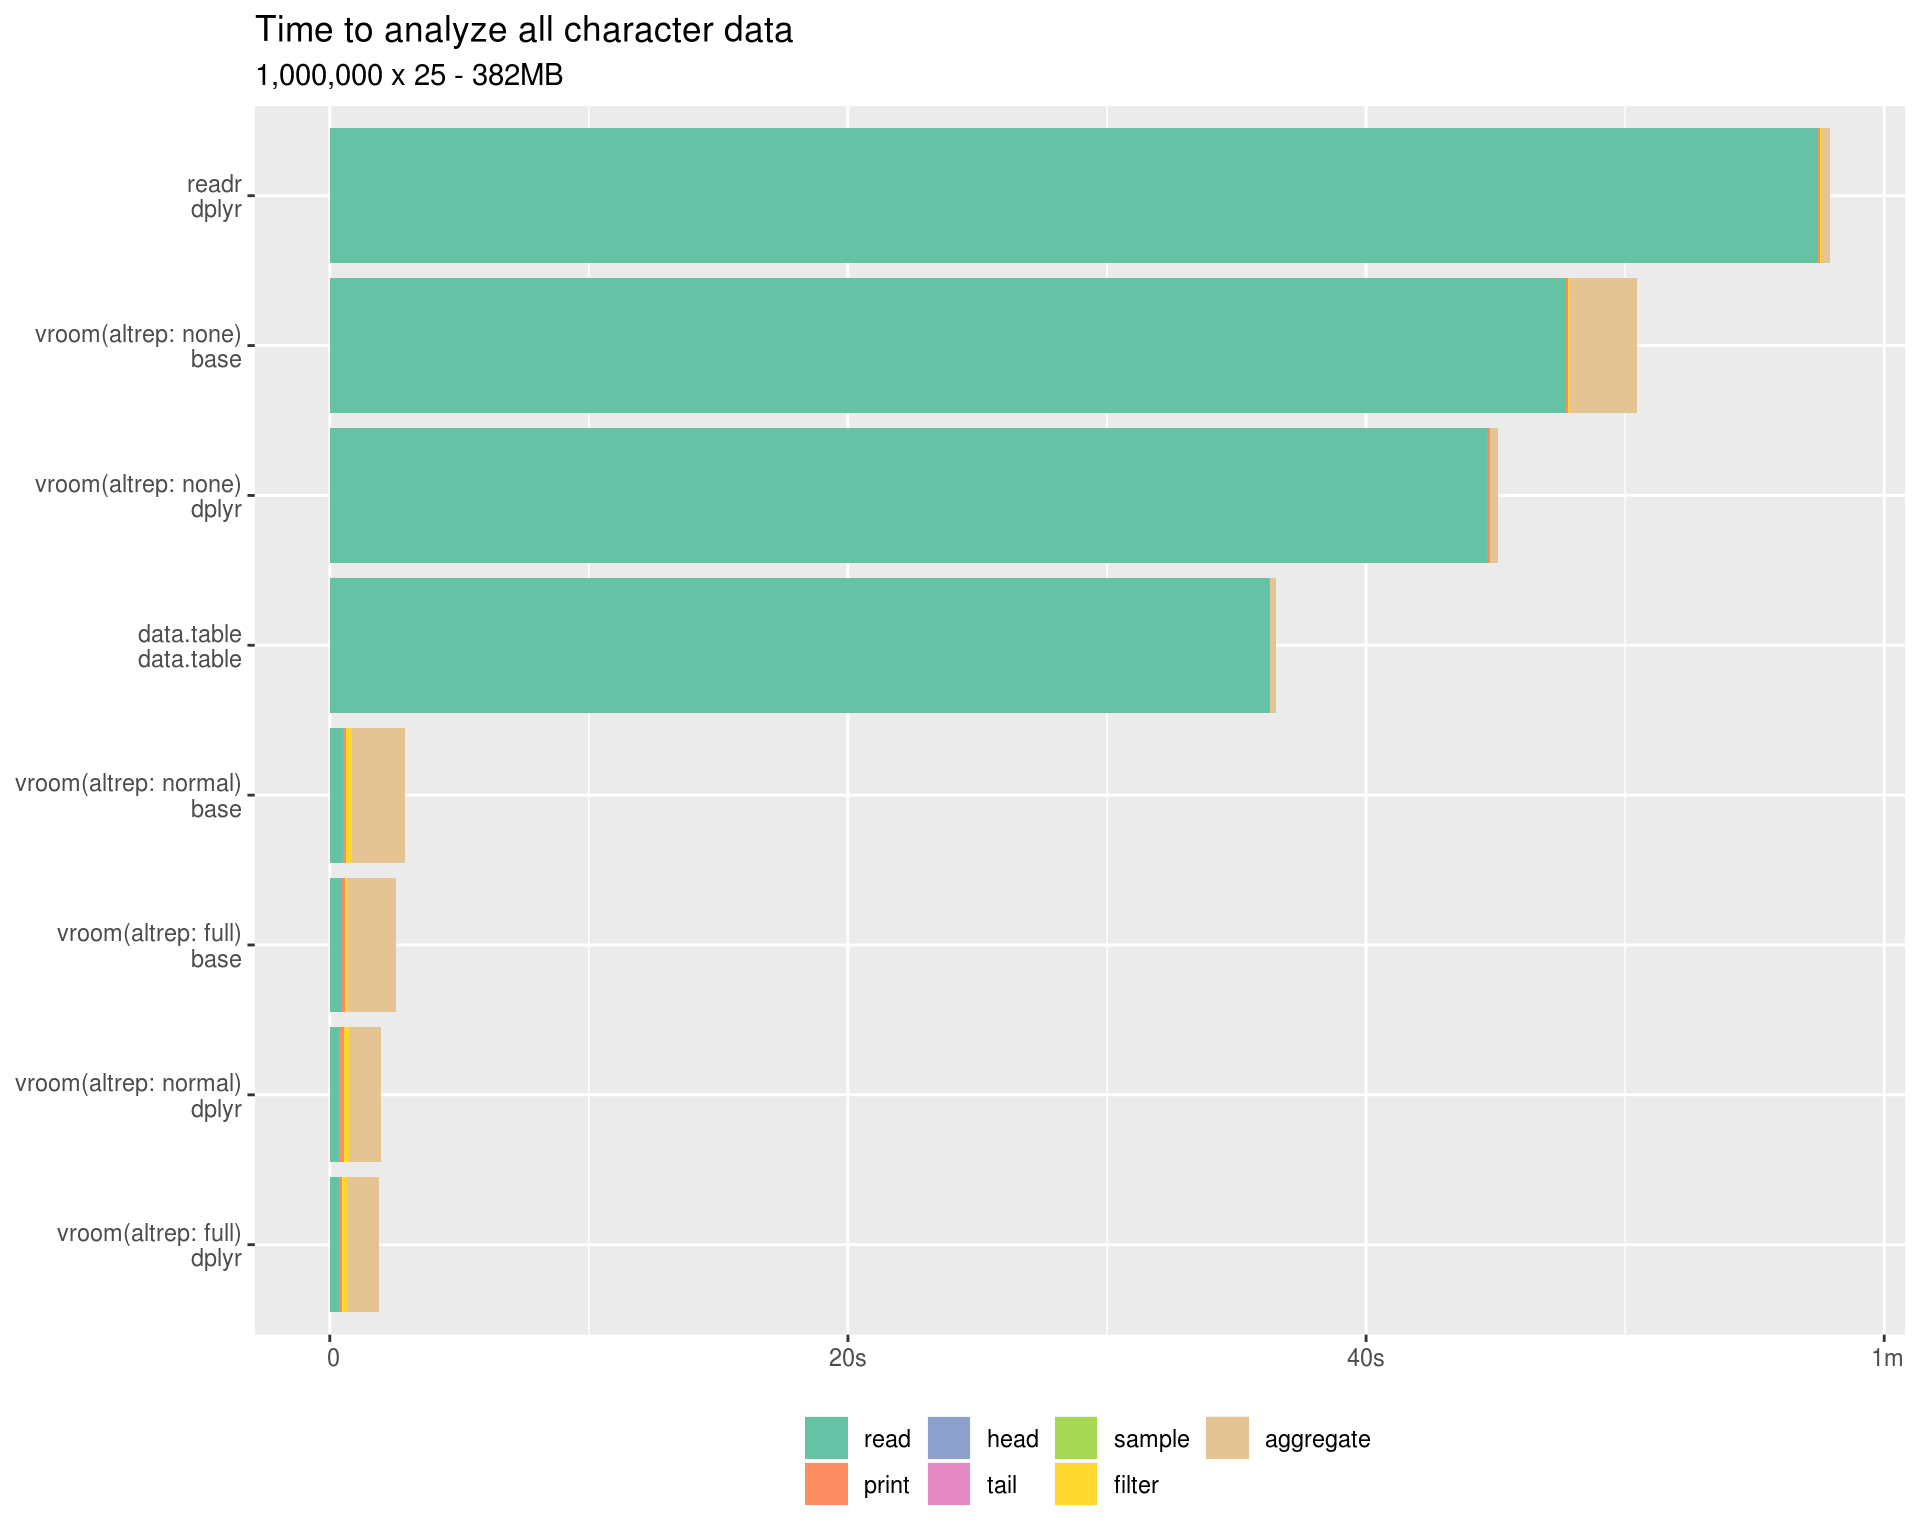 Time to analyze all character data
1,000,000 x 25 - 382MB
readr
dplyr
vroom(altrep: none)
base
vroom(altrep: none)
dplyr
data.table
data.table
vroom(altrep: normal)
base
vroom(altrep: full)
base
vroom(altrep: normal)
dplyr
vroom(altrep: full)
dplyr
0 20s 40s 1m
read head sample aggregate
print tail filter